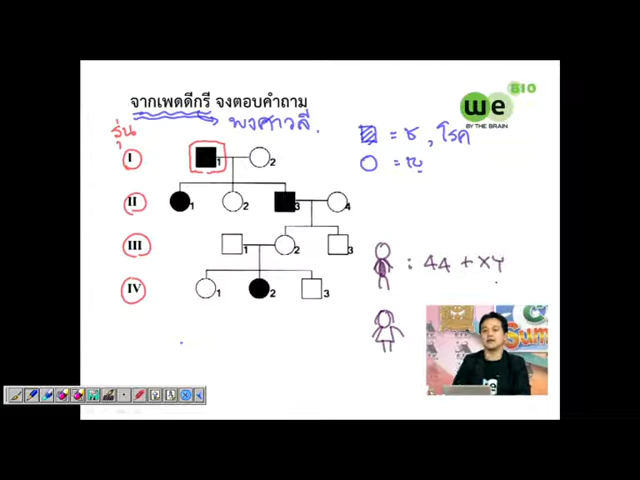 BIO
we
BY THE BRAIN
จากเพดดีกรี จงตอบคำถาม
พงศาวลี
รุ่น
= ช, โรค
= ญ
I 1 2
II 1 2 3 4
III 1 2 3
: 44 + XY
IV 1 2 3